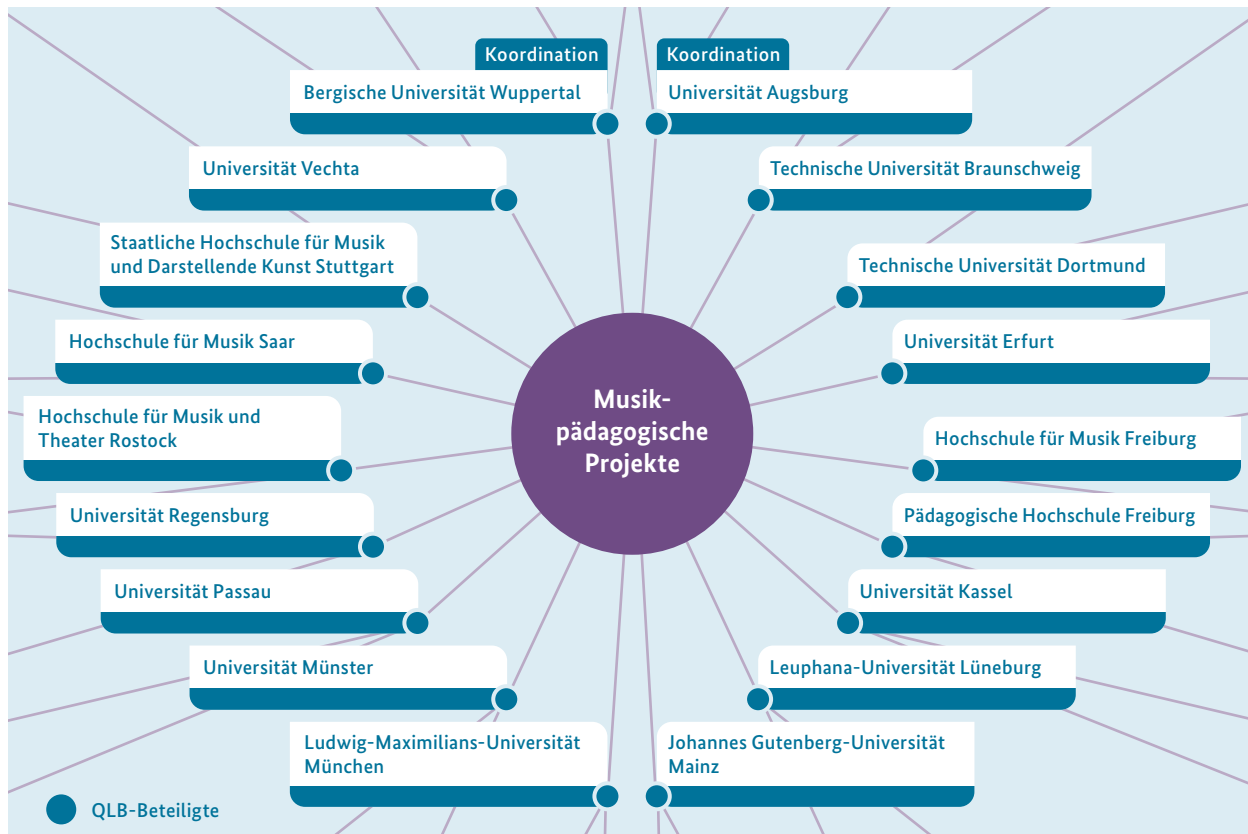 Koordination
Bergische Universität Wuppertal
Koordination
Universität Augsburg
Universität Vechta
Technische Universität Braunschweig
Staatliche Hochschule für Musik
und Darstellende Kunst Stuttgart
Technische Universität Dortmund
Hochschule für Musik Saar
Universität Erfurt
Musik-
pädagogische
Projekte
Hochschule für Musik und
Theater Rostock
Hochschule für Musik Freiburg
Universität Regensburg
Pädagogische Hochschule Freiburg
Universität Passau
Universität Kassel
Universität Münster
Leuphana-Universität Lüneburg
Ludwig-Maximilians-Universität
München
Johannes Gutenberg-Universität
Mainz
QLB-Beteiligte